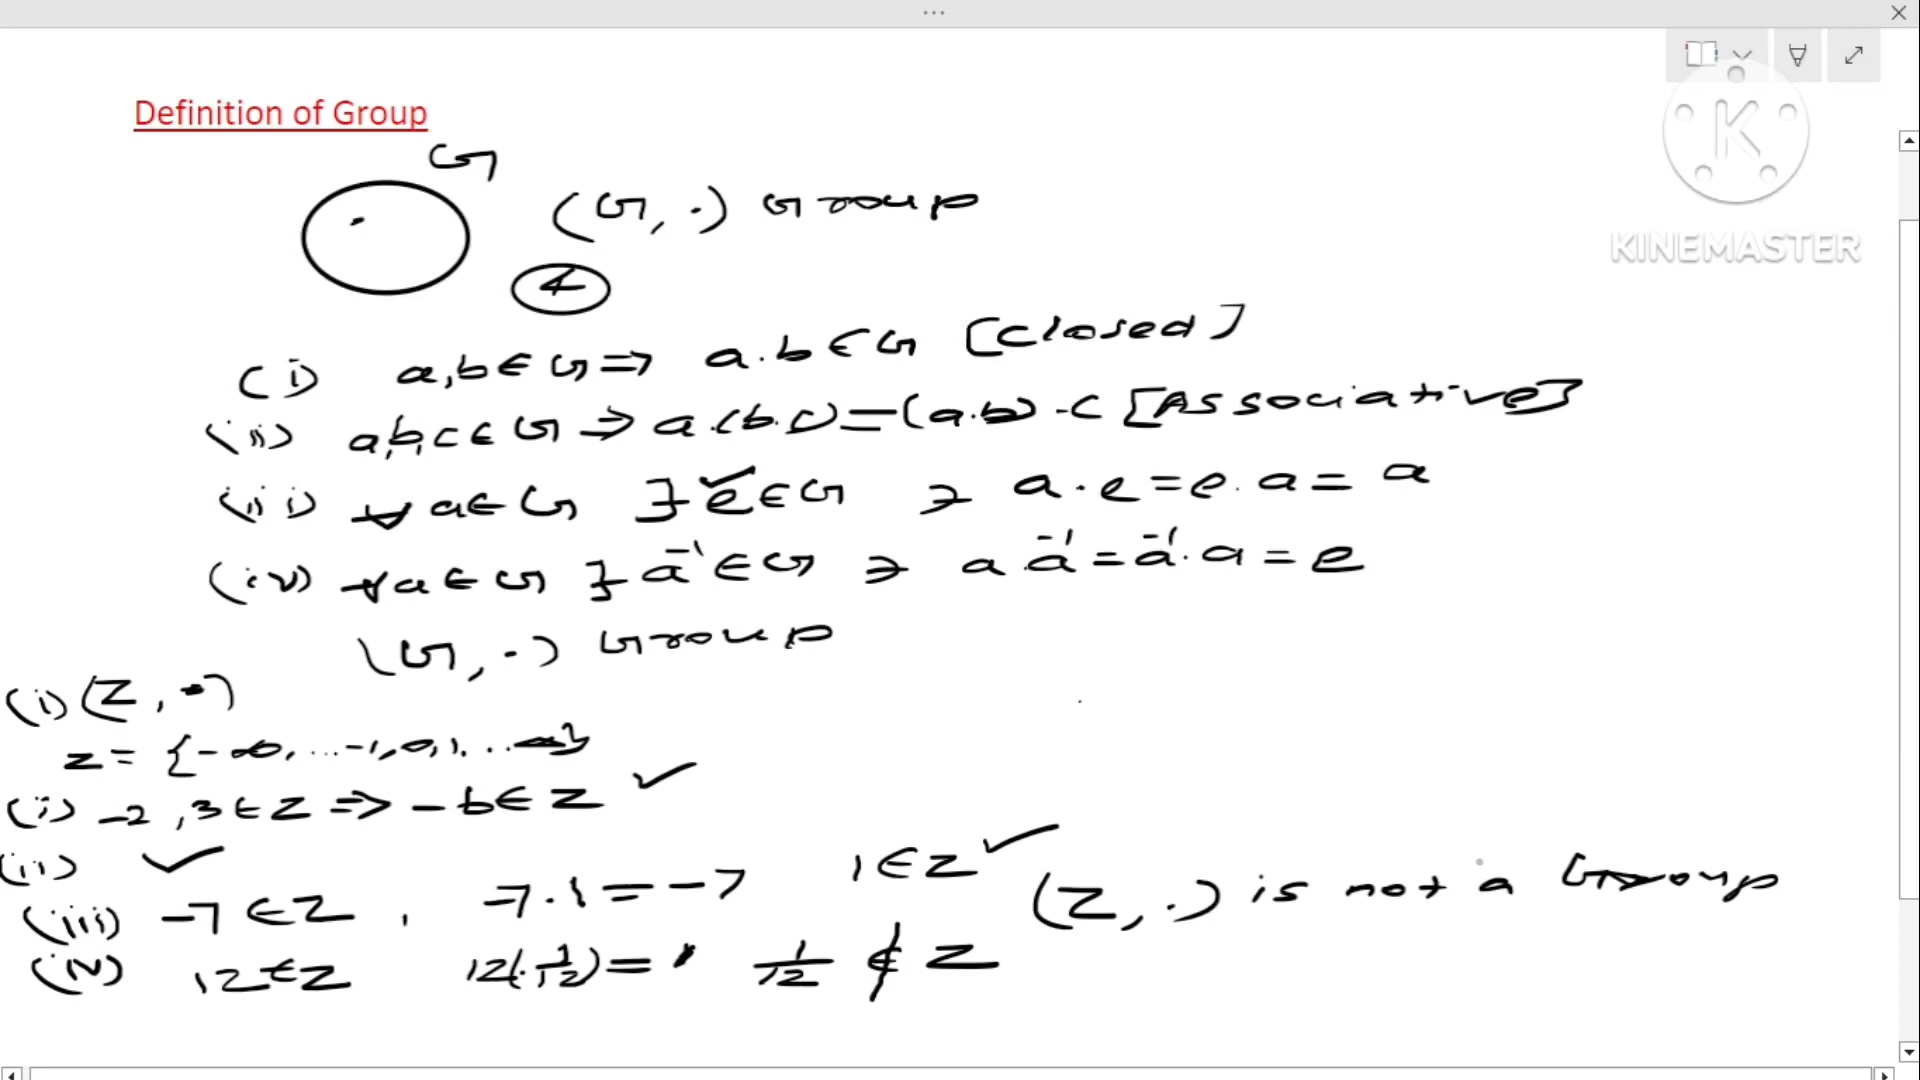 Definition of Group
G
(G, ·) Group
4
(i) a,b ∈ G ⇒ a.b ∈ G [Closed]
(ii) a,b,c ∈ G ⇒ a.(b.c) = (a.b).c [Associative]
(iii) ∀ a ∈ G ∃ e ∈ G ∋ a.e = e.a = a
(iv) ∀ a ∈ G ∃ a⁻¹ ∈ G ∋ a.a⁻¹ = a⁻¹.a = e
(G, ·) Group
(i) (Z, ·)
Z = {-∞, ... -1, 0, 1, .. ∞}
(i) -2, 3 ∈ Z ⇒ -6 ∈ Z ✓
(ii) ✓
(iii) -7 ∈ Z, -7.1 = -7 1 ∈ Z ✓
(Z, ·) is not a Group
(iv) 12 ∈ Z 12(.1/12) = 1 1/12 ∉ Z
K
KINEMASTER